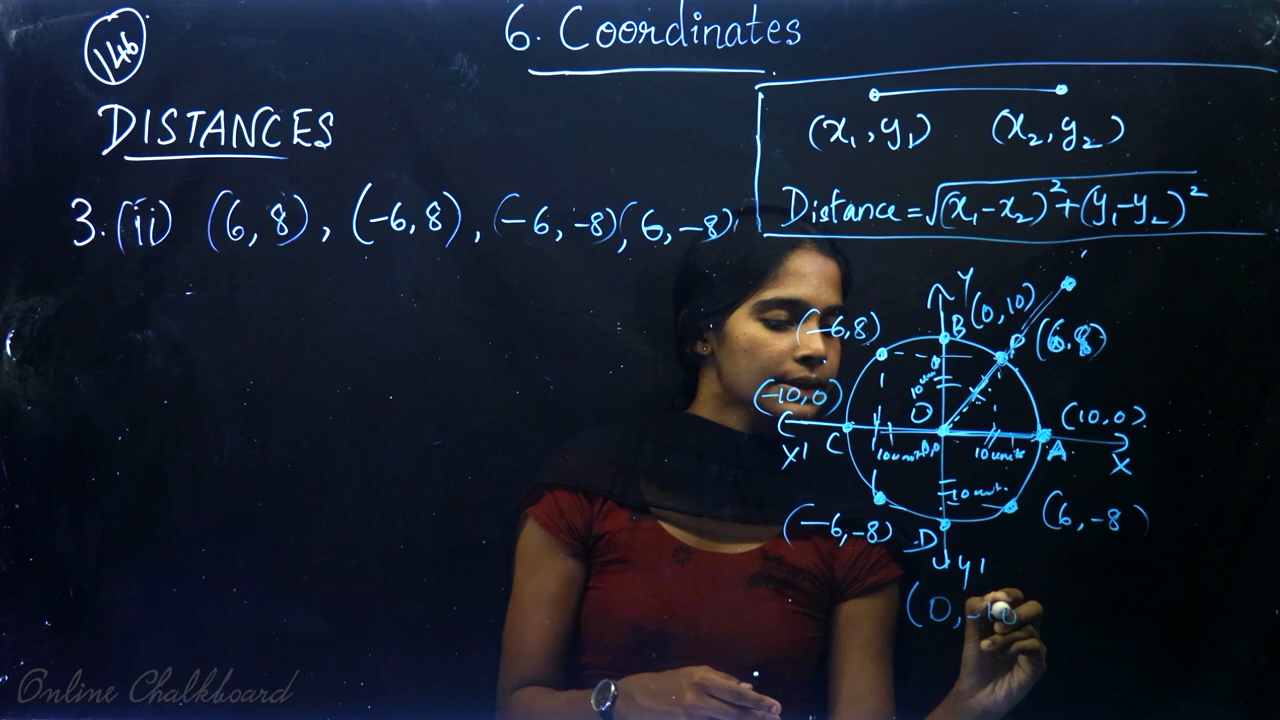 146
6. Coordinates
DISTANCES
(x₁, y₁) (x₂, y₂)
Distance = √(x₁-x₂)² + (y₁-y₂)²
3. (ii) (6, 8), (-6, 8), (-6, -8), (6, -8)
Y
B (0, 10)
(-6, 8) P (6, 8)
10 units
(-10, 0) O (10, 0)
X' C 10 units 10 units A X
10 units
(-6, -8) D (6, -8)
Y'
(0, -10
Online Chalkboard